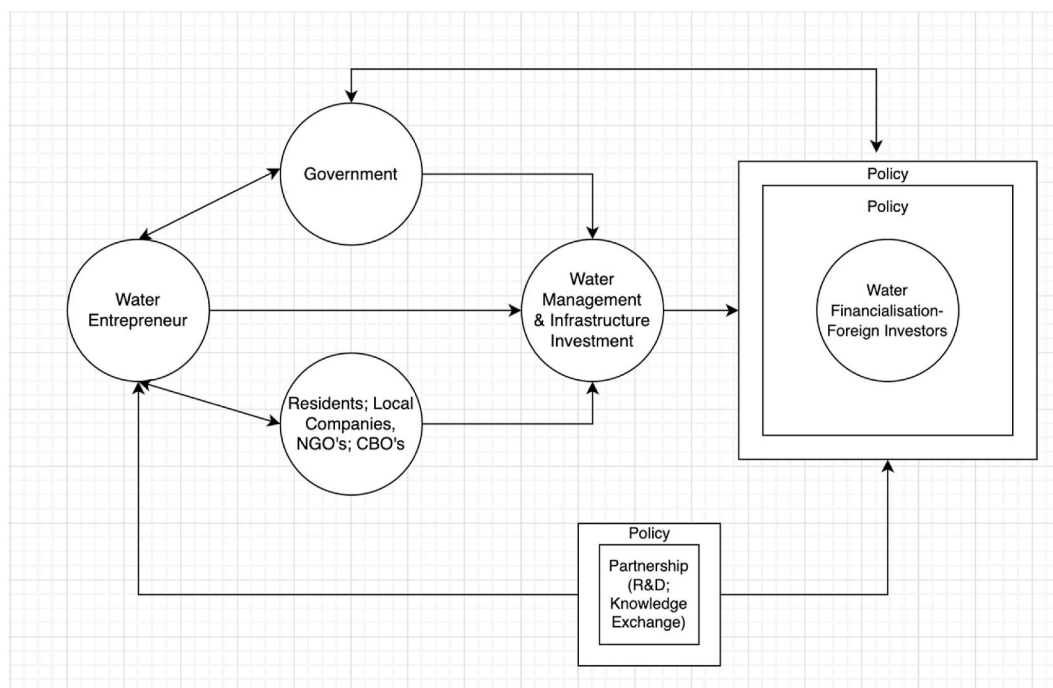 Government
Policy
Policy
Water
Entrepreneur
Water
Management
& Infrastructure
Investment
Water
Financialisation-
Foreign Investors
Residents; Local
Companies,
NGO's; CBO's
Policy
Partnership
(R&D;
Knowledge
Exchange)